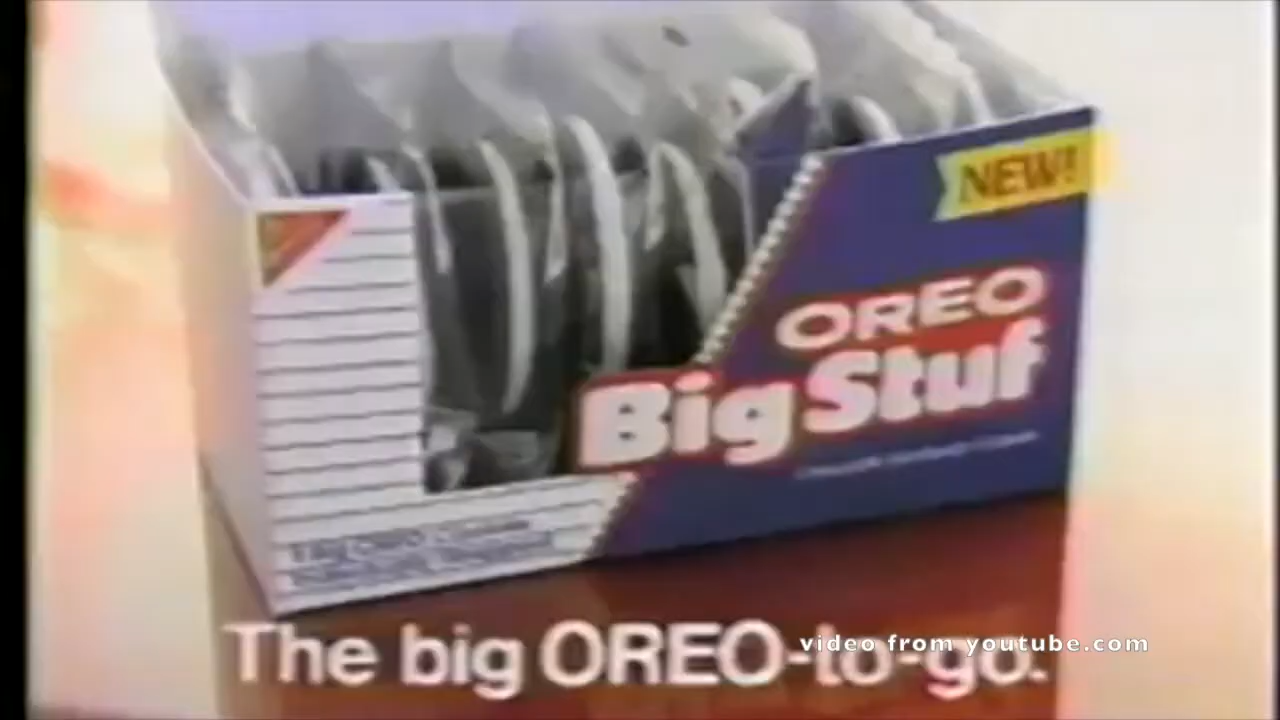 NEW!
OREO
Big Stuf
The big OREO-to-go.
video from youtube.com